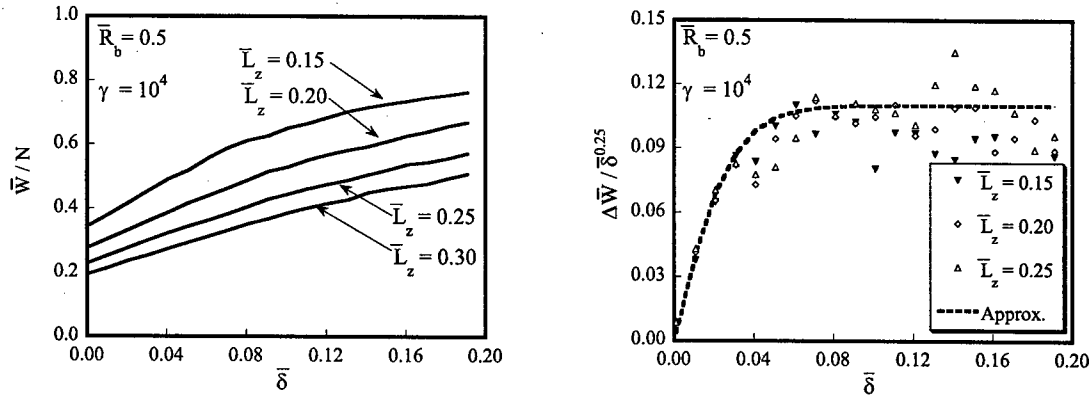 1.0
0.8
0.6
0.4
0.2
0.0
W̅ / N
R̅b = 0.5
γ = 10⁴
L̅z = 0.15
L̅z = 0.20
L̅z = 0.25
L̅z = 0.30
0.00 0.04 0.08 0.12 0.16 0.20
δ̅
0.15
0.12
0.09
0.06
0.03
0.00
ΔW̅ / δ̅^0.25
R̅b = 0.5
γ = 10⁴
L̅z = 0.15
L̅z = 0.20
L̅z = 0.25
Approx.
0.00 0.04 0.08 0.12 0.16 0.20
δ̅